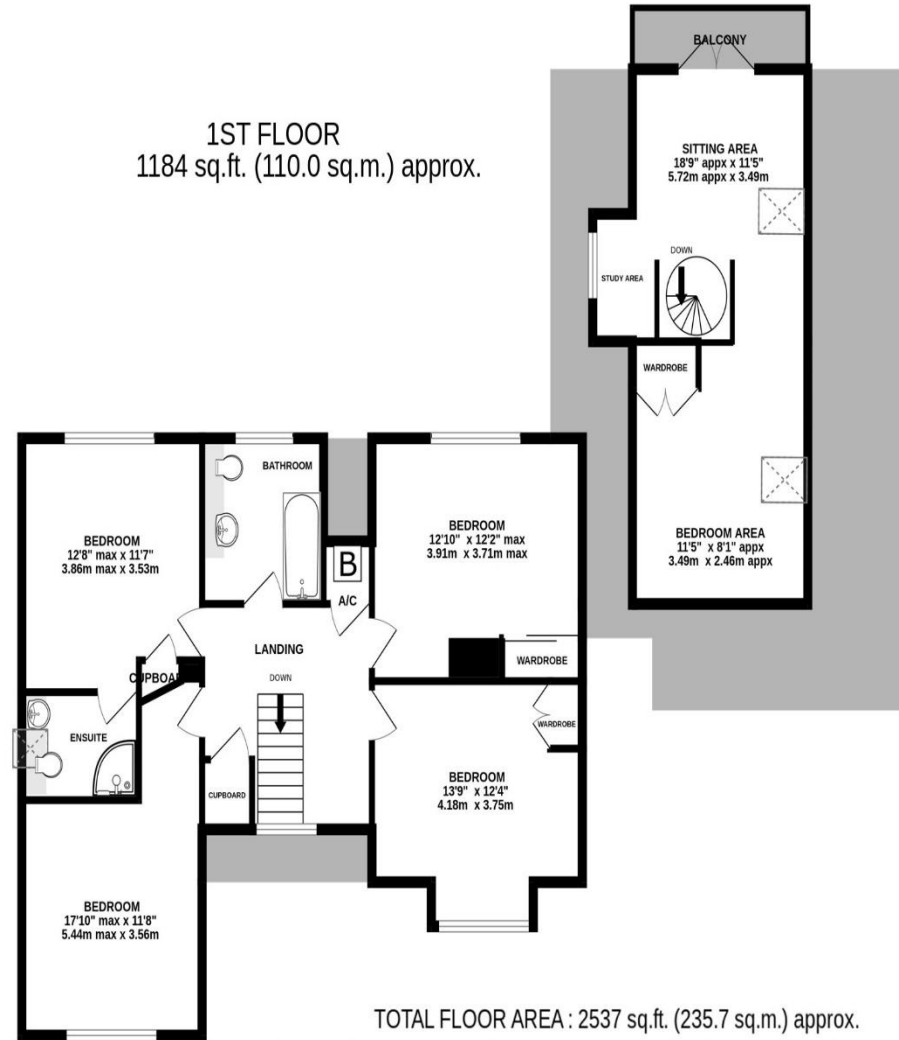 BALCONY
1ST FLOOR
1184 sq.ft. (110.0 sq.m.) approx.
SITTING AREA
18'9" appx x 11'5"
5.72m appx x 3.49m
DOWN
STUDY AREA
WARDROBE
BEDROOM AREA
11'5" x 8'1" appx
3.49m x 2.46m appx
BATHROOM
BEDROOM
12'8" max x 11'7"
3.86m max x 3.53m
BEDROOM
12'10" x 12'2" max
3.91m x 3.71m max
B
A/C
LANDING
DOWN
CUPBOARD
WARDROBE
ENSUITE
WARDROBE
CUPBOARD
BEDROOM
13'9" x 12'4"
4.18m x 3.75m
BEDROOM
17'10" max x 11'8"
5.44m max x 3.56m
TOTAL FLOOR AREA : 2537 sq.ft. (235.7 sq.m.) approx.